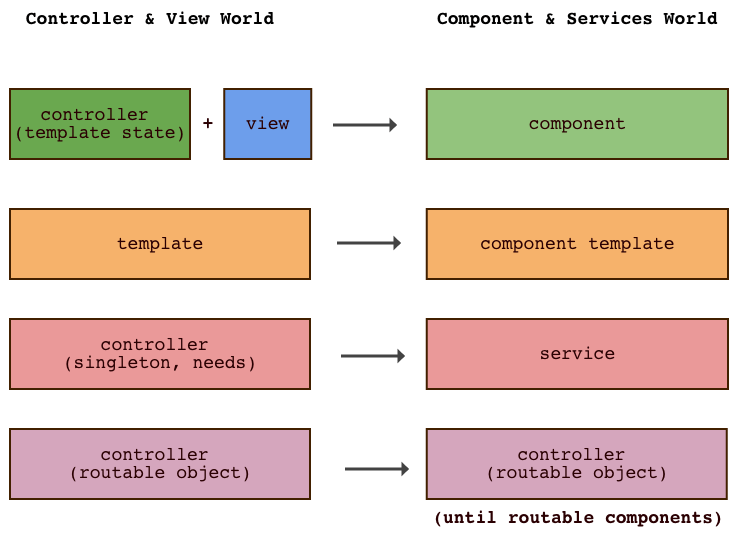 Controller & View World
Component & Services World
controller
(template state)
+
view
component
template
component template
controller
(singleton, needs)
service
controller
(routable object)
controller
(routable object)
(until routable components)